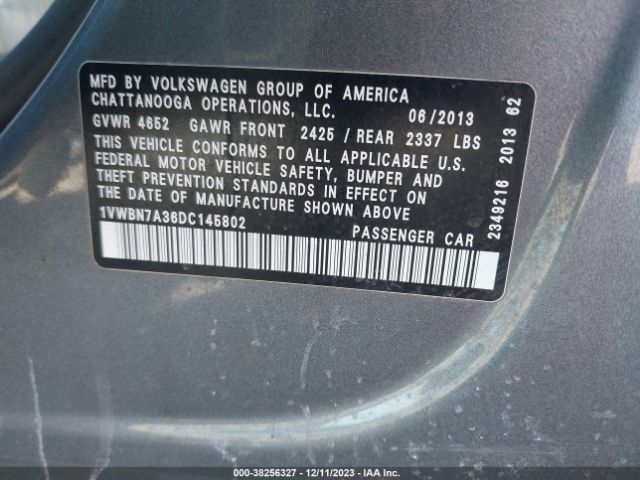 MFD BY VOLKSWAGEN GROUP OF AMERICA
CHATTANOOGA OPERATIONS, LLC. 06/2013
GVWR 4652 GAWR FRONT 2425 / REAR 2337 LBS
THIS VEHICLE CONFORMS TO ALL APPLICABLE U.S.
FEDERAL MOTOR VEHICLE SAFETY, BUMPER AND
THEFT PREVENTION STANDARDS IN EFFECT ON
THE DATE OF MANUFACTURE SHOWN ABOVE.
1VWBN7A36DC145802 PASSENGER CAR
2349216 2013 62
000-38256327 - 12/11/2023 - IAA Inc.